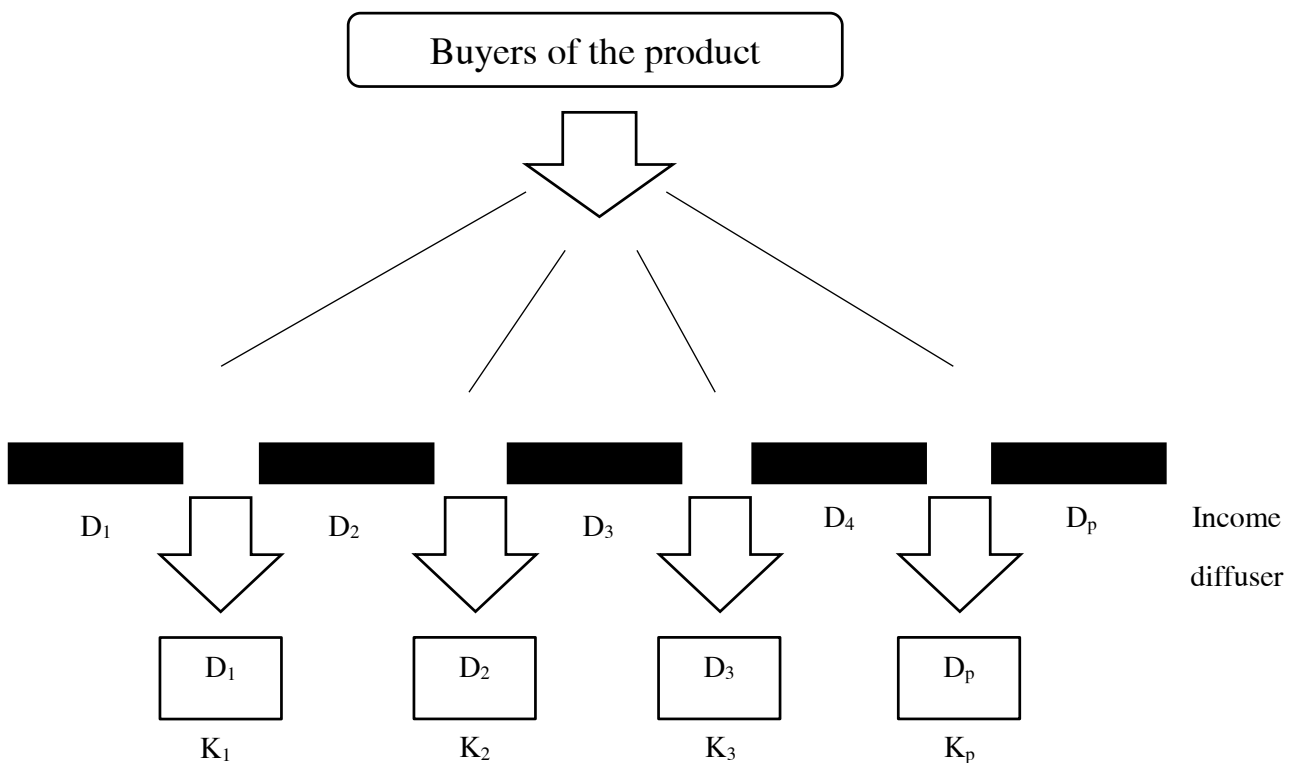 Buyers of the product
D₁ D₂ D₃ D₄ Dₚ Income
diffuser
D₁ D₂ D₃ Dₚ
K₁ K₂ K₃ Kₚ